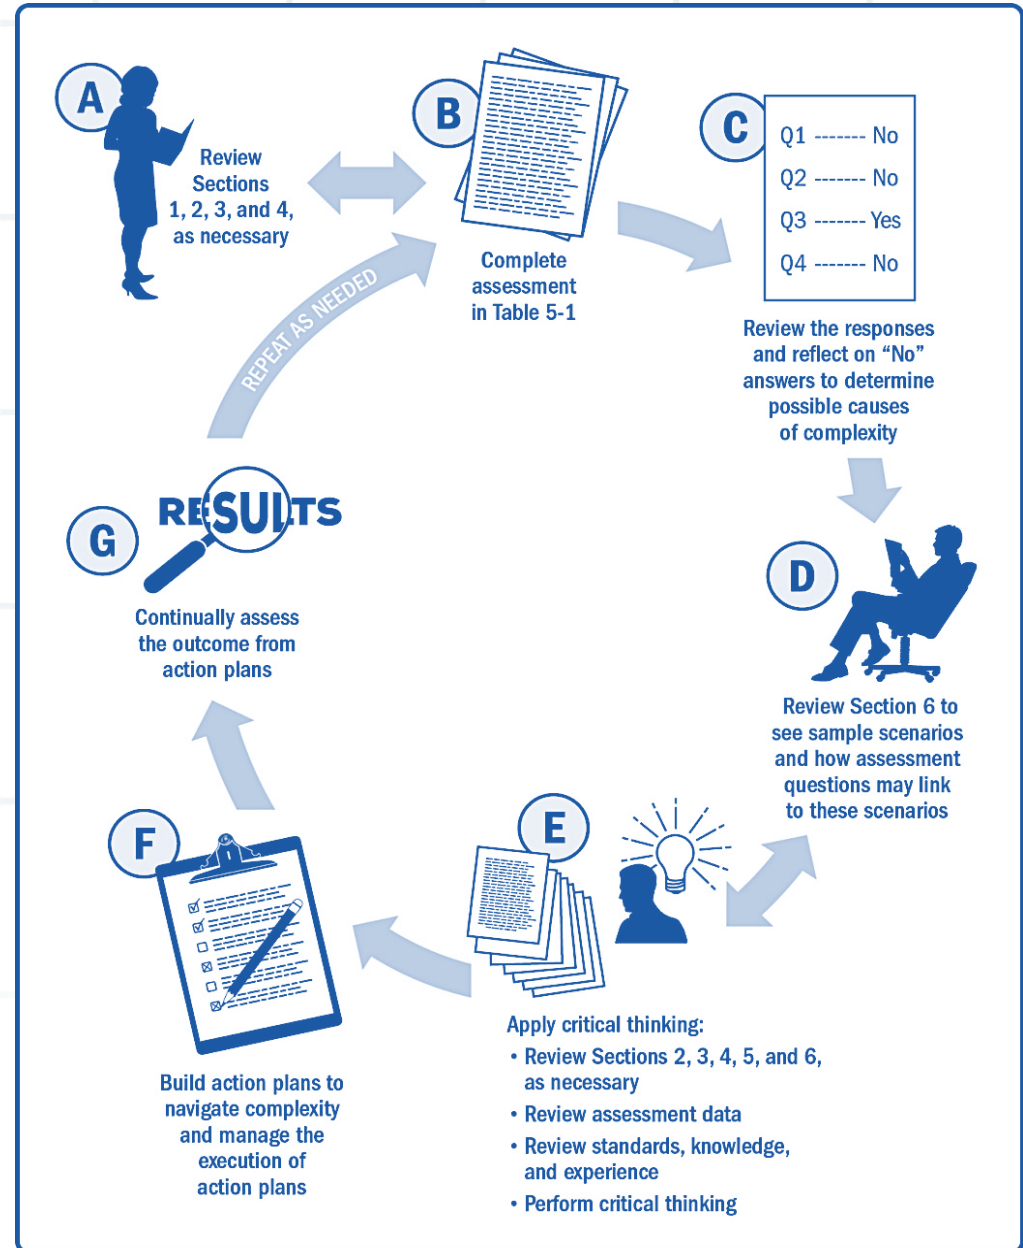 A
Review
Sections
1, 2, 3, and 4,
as necessary
B
Complete
assessment
in Table 5-1
C
Q1 ------- No
Q2 ------- No
Q3 ------- Yes
Q4 ------- No
Review the responses
and reflect on “No”
answers to determine
possible causes
of complexity
D
Review Section 6 to
see sample scenarios
and how assessment
questions may link
to these scenarios
E
Apply critical thinking:
• Review Sections 2, 3, 4, 5, and 6,
as necessary
• Review assessment data
• Review standards, knowledge,
and experience
• Perform critical thinking
F
Build action plans to
navigate complexity
and manage the
execution of
action plans
G
RESULTS
Continually assess
the outcome from
action plans
REPEAT AS NEEDED